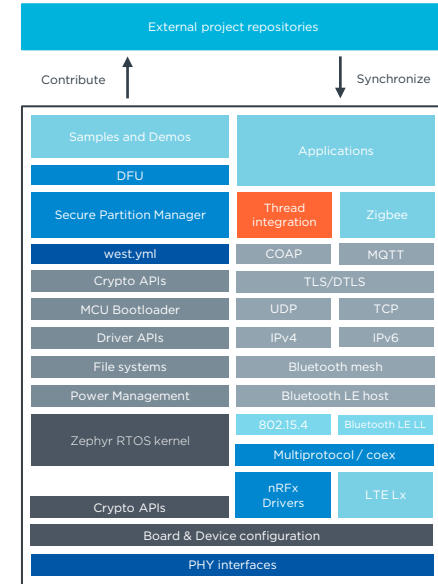 External project repositories
Contribute
Synchronize
Samples and Demos
Applications
DFU
Secure Partition Manager
Thread
integration
Zigbee
west.yml
COAP
MQTT
Crypto APIs
TLS/DTLS
MCU Bootloader
UDP
TCP
Driver APIs
IPv4
IPv6
File systems
Bluetooth mesh
Power Management
Bluetooth LE host
Zephyr RTOS kernel
802.15.4
Bluetooth LE LL
Multiprotocol / coex
nRFx
Drivers
LTE Lx
Crypto APIs
Board & Device configuration
PHY interfaces